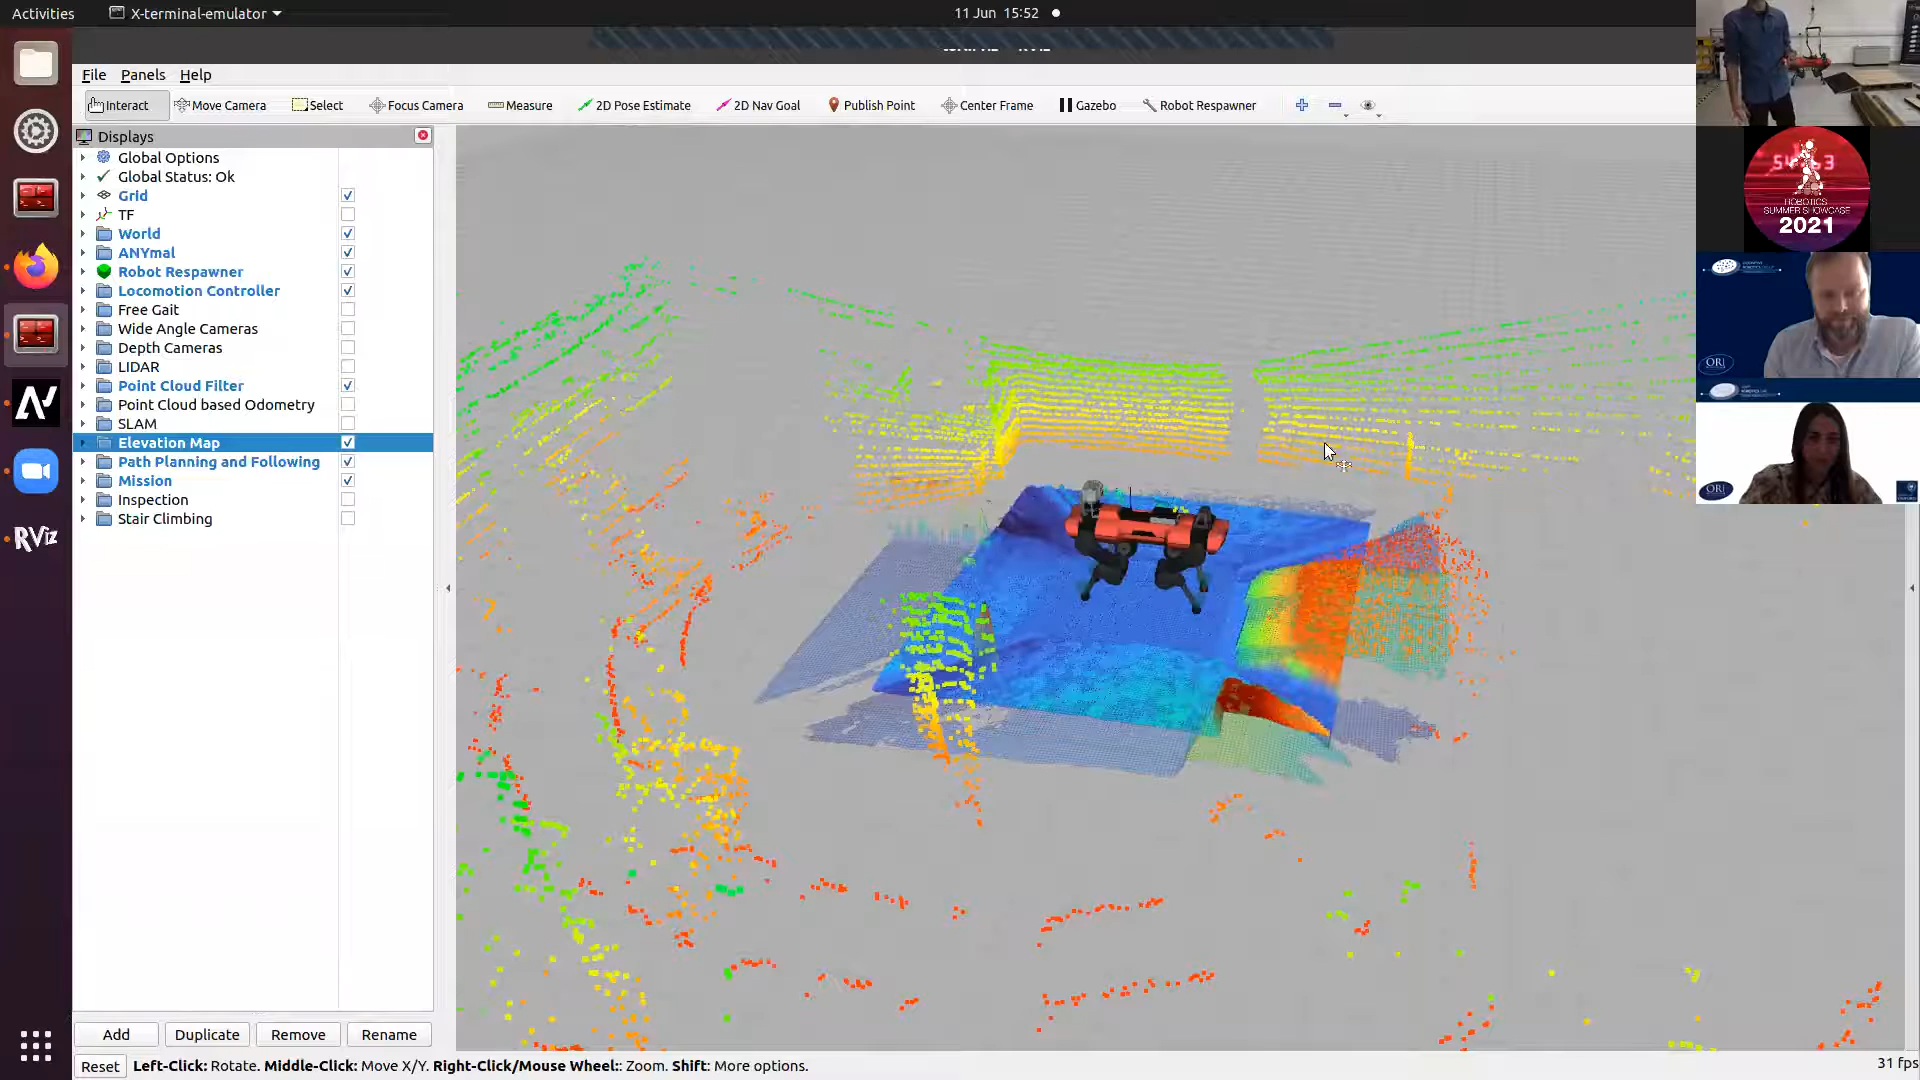 Activities
X-terminal-emulator
11 Jun 15:52
File Panels Help
Interact Move Camera Select Focus Camera Measure 2D Pose Estimate 2D Nav Goal Publish Point Center Frame Gazebo Robot Respawner
Displays
Global Options
Global Status: Ok
Grid
TF
World
ANYmal
Robot Respawner
Locomotion Controller
Free Gait
Wide Angle Cameras
Depth Cameras
LIDAR
Point Cloud Filter
Point Cloud based Odometry
SLAM
Elevation Map
Path Planning and Following
Mission
Inspection
Stair Climbing
RViz
ROBOTICS
SUMMER SHOWCASE
2021
ORI
ORI
Add Duplicate Remove Rename
Reset Left-Click: Rotate. Middle-Click: Move X/Y. Right-Click/Mouse Wheel:: Zoom. Shift: More options.
31 fps